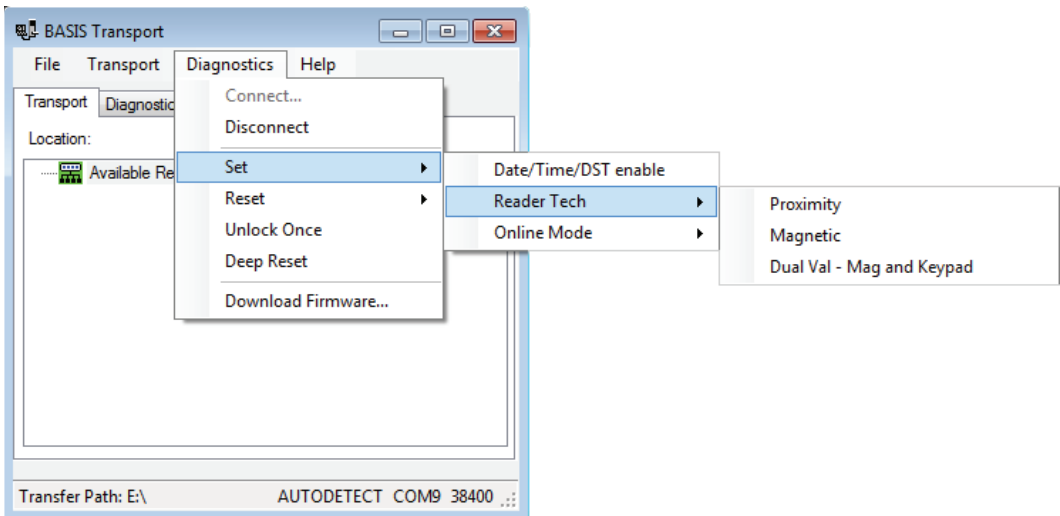 BASIS Transport
File Transport Diagnostics Help
Transport Diagnostic
Location:
Available Re
Connect...
Disconnect
Set
Reset
Unlock Once
Deep Reset
Download Firmware...
Date/Time/DST enable
Reader Tech
Online Mode
Proximity
Magnetic
Dual Val - Mag and Keypad
Transfer Path: E:\ AUTODETECT COM9 38400